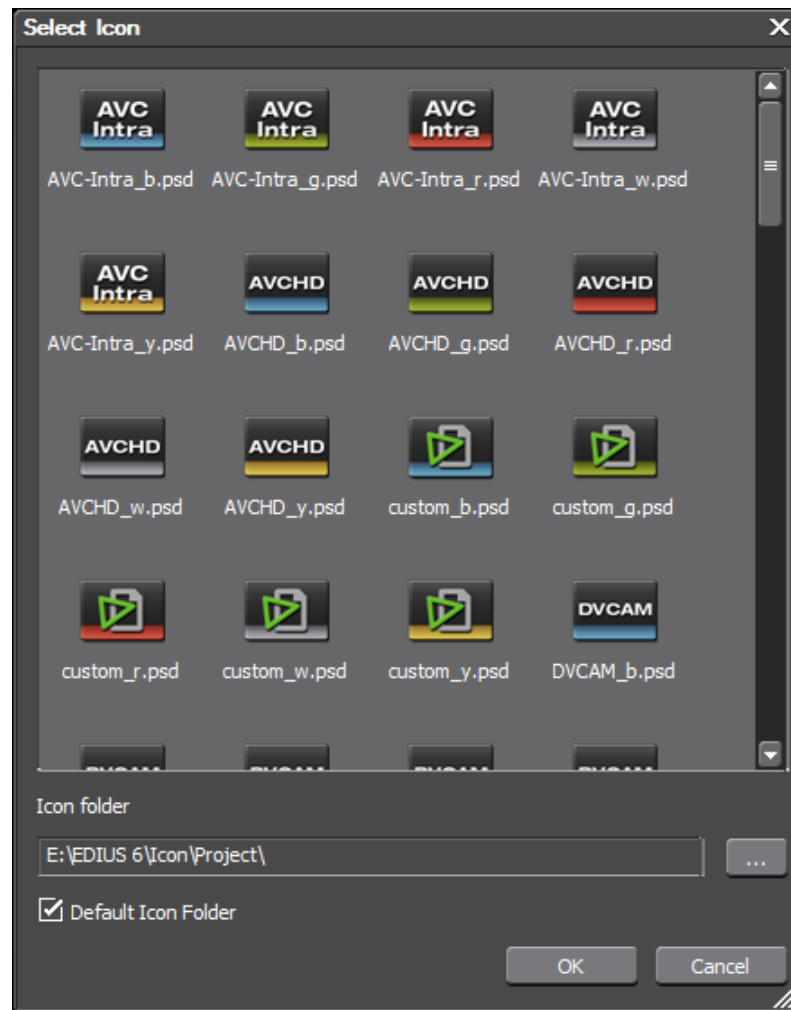 Select Icon
AVC
Intra
AVC
Intra
AVC
Intra
AVC
Intra
AVC-Intra_b.psd AVC-Intra_g.psd AVC-Intra_r.psd AVC-Intra_w.psd
AVC
Intra
AVCHD AVCHD AVCHD
AVC-Intra_y.psd AVCHD_b.psd AVCHD_g.psd AVCHD_r.psd
AVCHD AVCHD
AVCHD_w.psd AVCHD_y.psd custom_b.psd custom_g.psd
DVCAM
custom_r.psd custom_w.psd custom_y.psd DVCAM_b.psd
Icon folder
E:\EDIUS 6\Icon\Project\
...
Default Icon Folder
OK Cancel